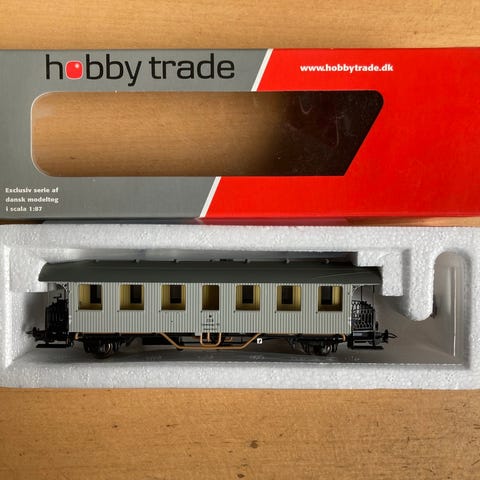 hobby trade
www.hobbytrade.dk
Exclusiv serie af
dansk modeltog
i scala 1:87